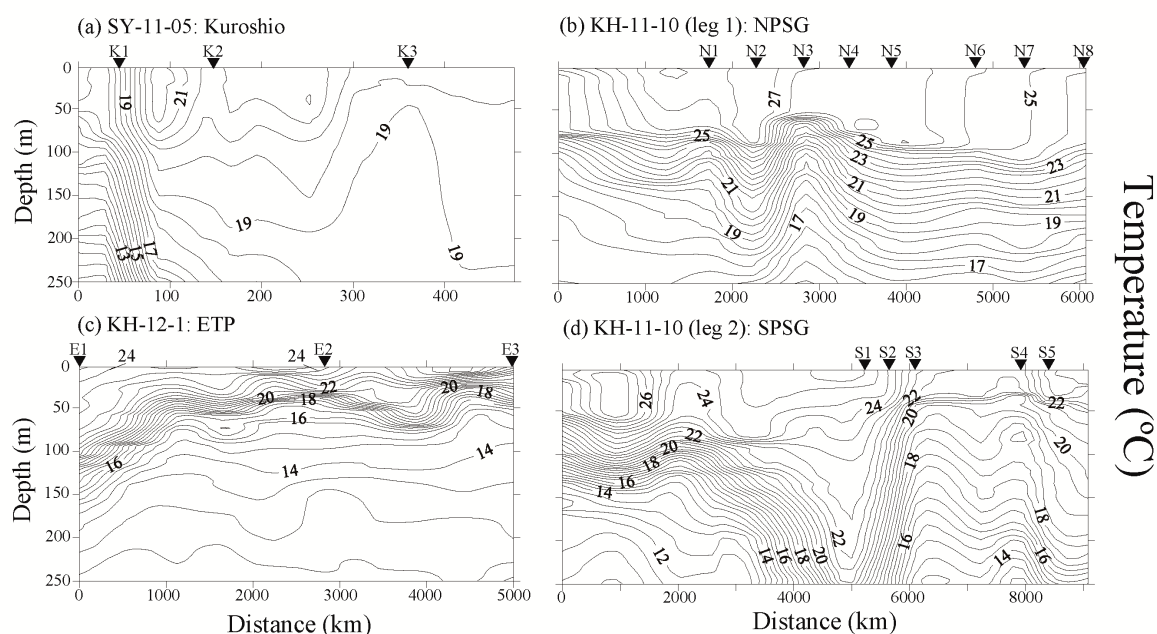 (a) SY-11-05: Kuroshio
K1 K2 K3
0
50
100
150
200
250
Depth (m)
19 21 19 19 19
13 15 17
0 100 200 300 400
(b) KH-11-10 (leg 1): NPSG
N1 N2 N3 N4 N5 N6 N7 N8
27 25
25 25 23 23
21 21 21
19 19 19
17 17
0 1000 2000 3000 4000 5000 6000
(c) KH-12-1: ETP
E1 E2 E3
24 24
0
50
100
150
200
250
Depth (m)
20 18 22 20 18
16 16
14 14
0 1000 2000 3000 4000 5000
Distance (km)
(d) KH-11-10 (leg 2): SPSG
S1 S2 S3 S4 S5
26 24 24 22 22
22 20 20
20 18 18
14 16 18
12 14 16 18 20 22 16 14 16
0 2000 4000 6000 8000
Distance (km)
Temperature (ºC)